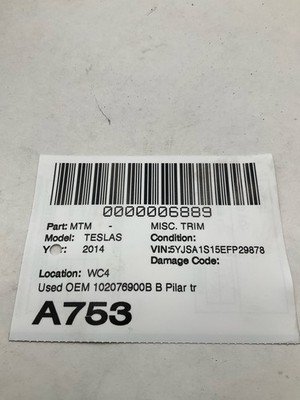 0000006889
Part: MTM - MISC. TRIM
Model: TESLAS Condition:
Y r: 2014 VIN:5YJSA1S15EFP29878
Damage Code:
Location: WC4
Used OEM 102076900B B Pilar tr
A753